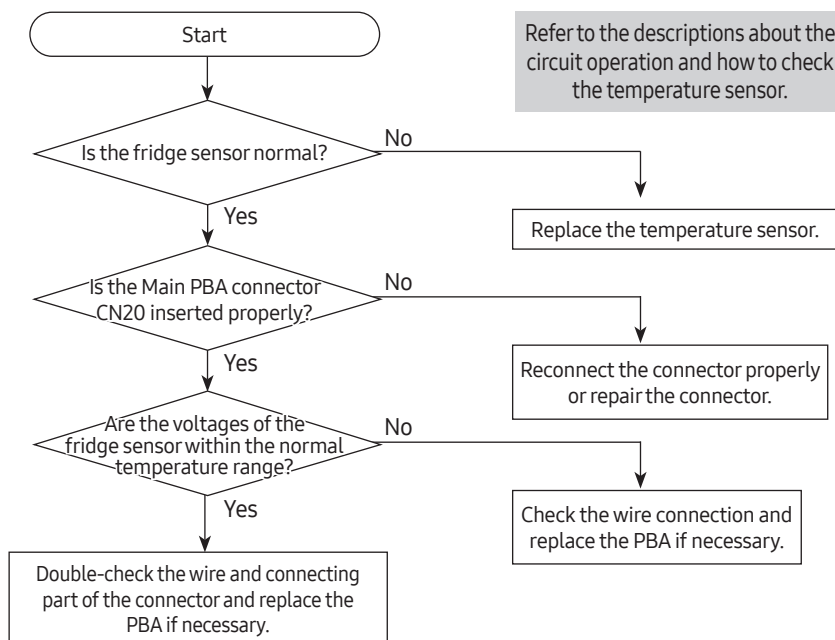 Start
Refer to the descriptions about the
circuit operation and how to check
the temperature sensor.
Is the fridge sensor normal?
No
Yes
Replace the temperature sensor.
Is the Main PBA connector
CN20 inserted properly?
No
Yes
Reconnect the connector properly
or repair the connector.
Are the voltages of the
fridge sensor within the normal
temperature range?
No
Yes
Check the wire connection and
replace the PBA if necessary.
Double-check the wire and connecting
part of the connector and replace the
PBA if necessary.